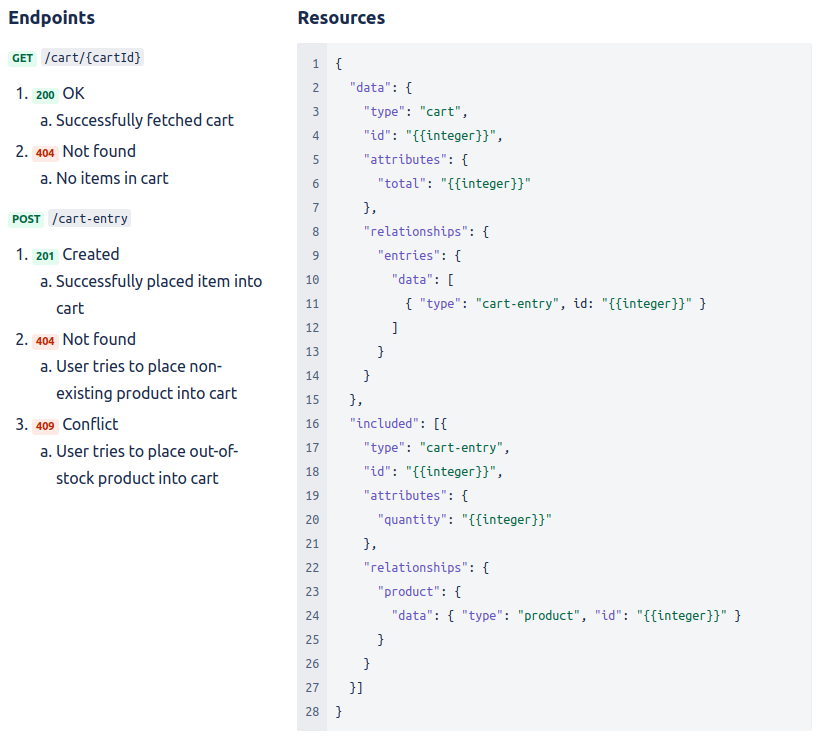 Endpoints
GET /cart/{cartId}
1. 200 OK
a. Successfully fetched cart
2. 404 Not found
a. No items in cart
POST /cart-entry
1. 201 Created
a. Successfully placed item into
cart
2. 404 Not found
a. User tries to place non-
existing product into cart
3. 409 Conflict
a. User tries to place out-of-
stock product into cart
Resources
1 {
2   "data": {
3     "type": "cart",
4     "id": "{{integer}}",
5     "attributes": {
6       "total": "{{integer}}"
7     },
8     "relationships": {
9       "entries": {
10         "data": [
11           { "type": "cart-entry", id: "{{integer}}" }
12         ]
13       }
14     }
15   },
16   "included": [{
17     "type": "cart-entry",
18     "id": "{{integer}}",
19     "attributes": {
20       "quantity": "{{integer}}"
21     },
22     "relationships": {
23       "product": {
24         "data": { "type": "product", "id": "{{integer}}" }
25       }
26     }
27   }]
28 }